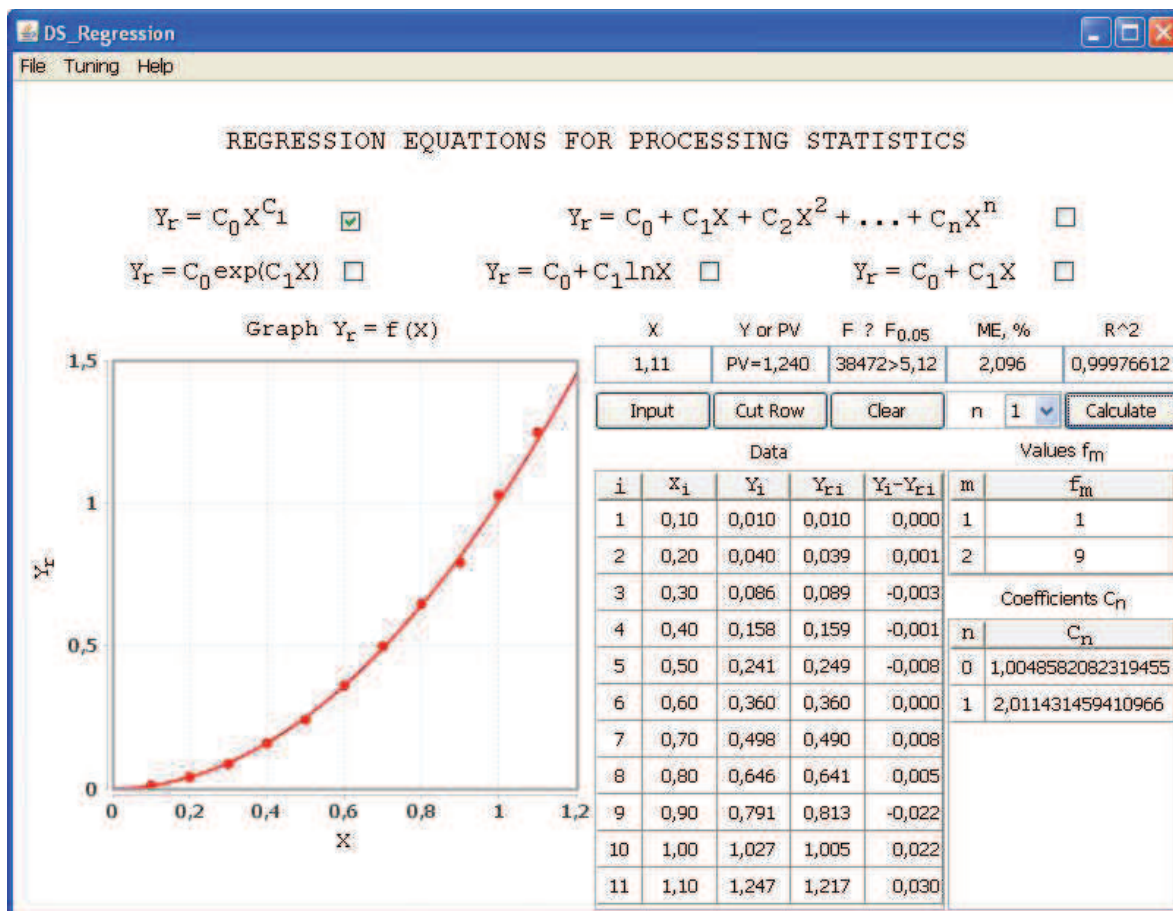 DS_Regression
File Tuning Help
REGRESSION EQUATIONS FOR PROCESSING STATISTICS
Yr = C0X^C1
Yr = C0 + C1X + C2X^2 + ... + CnX^n
Yr = C0exp(C1X)
Yr = C0 + C1lnX
Yr = C0 + C1X
Graph Yr = f(X)
1,5
1
0,5
0
Yr
0 0,2 0,4 0,6 0,8 1 1,2
X
X Y or PV F ? F0.05 ME, % R^2
1,11 PV=1,240 38472>5,12 2,096 0,99976612
Input Cut Row Clear n 1 Calculate
Data
i Xi Yi Yri Yi-Yri
1 0,10 0,010 0,010 0,000
2 0,20 0,040 0,039 0,001
3 0,30 0,086 0,089 -0,003
4 0,40 0,158 0,159 -0,001
5 0,50 0,241 0,249 -0,008
6 0,60 0,360 0,360 0,000
7 0,70 0,498 0,490 0,008
8 0,80 0,646 0,641 0,005
9 0,90 0,791 0,813 -0,022
10 1,00 1,027 1,005 0,022
11 1,10 1,247 1,217 0,030
Values fm
m fm
1 1
2 9
Coefficients Cn
n Cn
0 1,0048582082319455
1 2,011431459410966